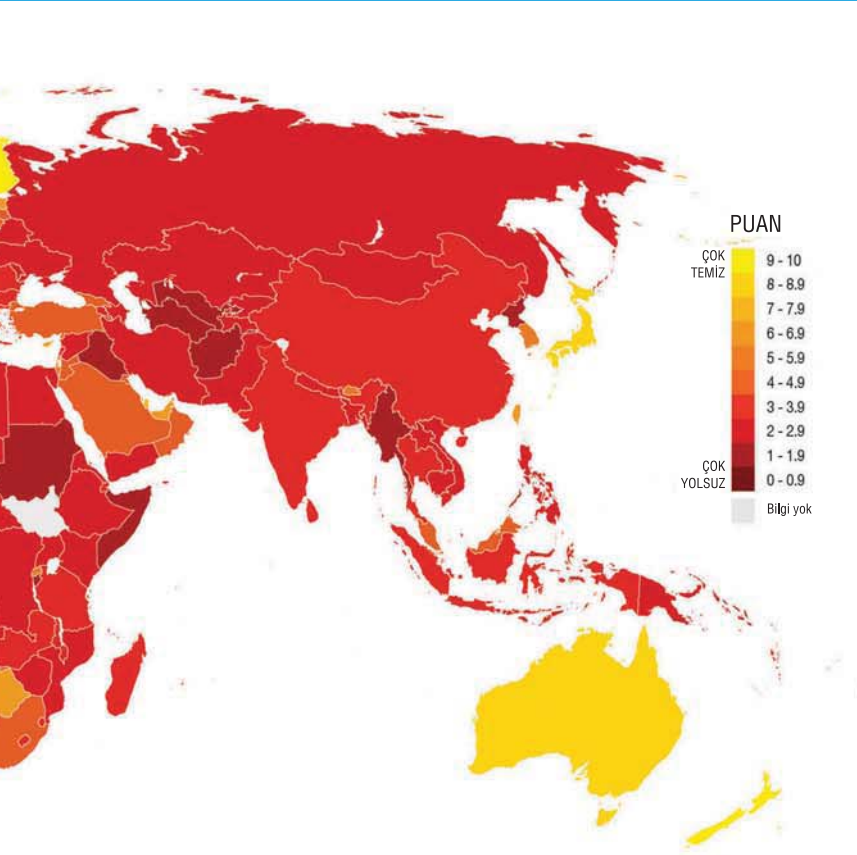 PUAN
ÇOK
TEMİZ
9 - 10
8 - 8.9
7 - 7.9
6 - 6.9
5 - 5.9
4 - 4.9
3 - 3.9
2 - 2.9
1 - 1.9
0 - 0.9
ÇOK
YOLSUZ
Bilgi yok